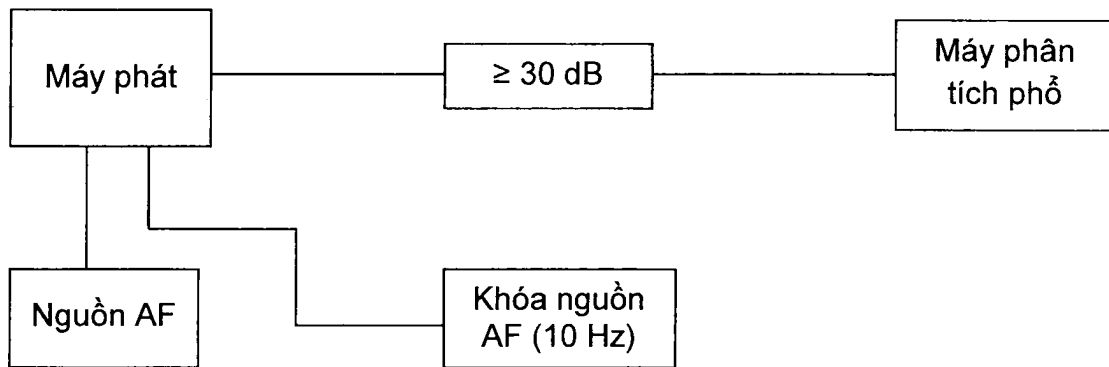 Máy phát
≥ 30 dB
Máy phân
tích phổ
Nguồn AF
Khóa nguồn
AF (10 Hz)